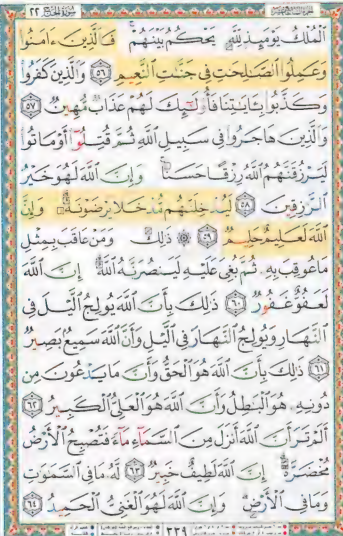 سُورَةُ الحَجِّ ٢٢
ٱلْمُلْكُ يَوْمَئِذٍ لِّلَّهِ يَحْكُمُ بَيْنَهُمْ ۚ فَٱلَّذِينَ ءَامَنُوا۟
وَعَمِلُوا۟ ٱلصَّٰلِحَٰتِ فِى جَنَّٰتِ ٱلنَّعِيمِ ٥٦ وَٱلَّذِينَ كَفَرُوا۟
وَكَذَّبُوا۟ بِـَٔايَٰتِنَا فَأُو۟لَٰٓئِكَ لَهُمْ عَذَابٌ مُّهِينٌ ٥٧
وَٱلَّذِينَ هَاجَرُوا۟ فِى سَبِيلِ ٱللَّهِ ثُمَّ قُتِلُوٓا۟ أَوْ مَاتُوا۟
لَيَرْزُقَنَّهُمُ ٱللَّهُ رِزْقًا حَسَنًا ۚ وَإِنَّ ٱللَّهَ لَهُوَ خَيْرُ
ٱلرَّٰزِقِينَ ٥٨ لَيُدْخِلَنَّهُم مُّدْخَلًا يَرْضَوْنَهُۥ ۗ وَإِنَّ
ٱللَّهَ لَعَلِيمٌ حَلِيمٌ ٥٩ ۞ ذَٰلِكَ وَمَنْ عَاقَبَ بِمِثْلِ
مَا عُوقِبَ بِهِۦ ثُمَّ بُغِىَ عَلَيْهِ لَيَنصُرَنَّهُ ٱللَّهُ ۗ إِنَّ ٱللَّهَ
لَعَفُوٌّ غَفُورٌ ٦٠ ذَٰلِكَ بِأَنَّ ٱللَّهَ يُولِجُ ٱلَّيْلَ فِى
ٱلنَّهَارِ وَيُولِجُ ٱلنَّهَارَ فِى ٱلَّيْلِ وَأَنَّ ٱللَّهَ سَمِيعٌۢ بَصِيرٌ
٦١ ذَٰلِكَ بِأَنَّ ٱللَّهَ هُوَ ٱلْحَقُّ وَأَنَّ مَا يَدْعُونَ مِن
دُونِهِۦ هُوَ ٱلْبَٰطِلُ وَأَنَّ ٱللَّهَ هُوَ ٱلْعَلِىُّ ٱلْكَبِيرُ ٦٢
أَلَمْ تَرَ أَنَّ ٱللَّهَ أَنزَلَ مِنَ ٱلسَّمَآءِ مَآءً فَتُصْبِحُ ٱلْأَرْضُ
مُخْضَرَّةً ۗ إِنَّ ٱللَّهَ لَطِيفٌ خَبِيرٌ ٦٣ لَّهُۥ مَا فِى ٱلسَّمَٰوَٰتِ
وَمَا فِى ٱلْأَرْضِ ۗ وَإِنَّ ٱللَّهَ لَهُوَ ٱلْغَنِىُّ ٱلْحَمِيدُ ٦٤
٣٣٩